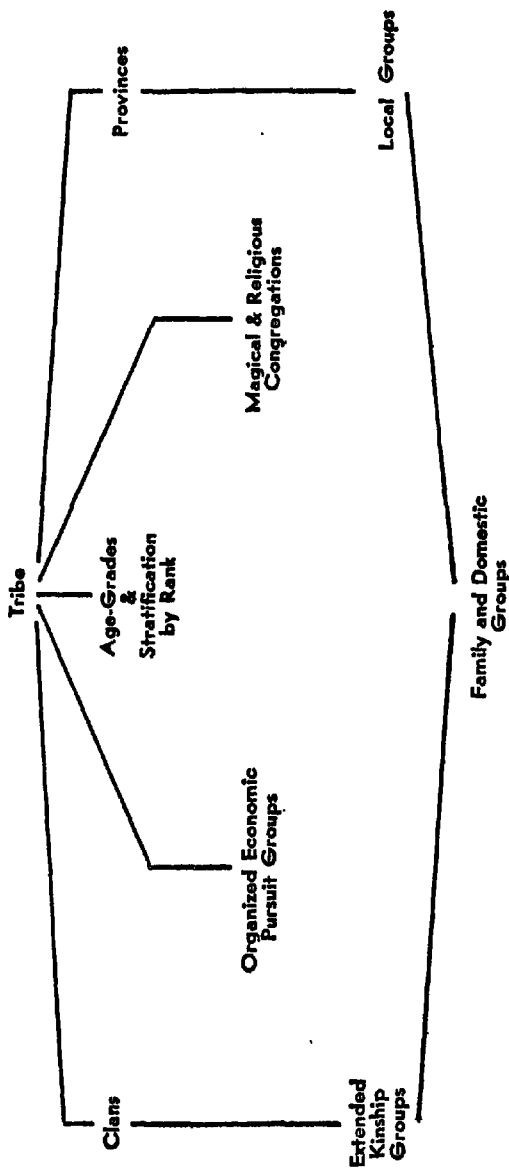 Tribe
Clans
Age-Grades
&
Stratification
by Rank
Provinces
Organized Economic
Pursuit Groups
Magical & Religious
Congregations
Extended
Kinship
Groups
Local Groups
Family and Domestic
Groups